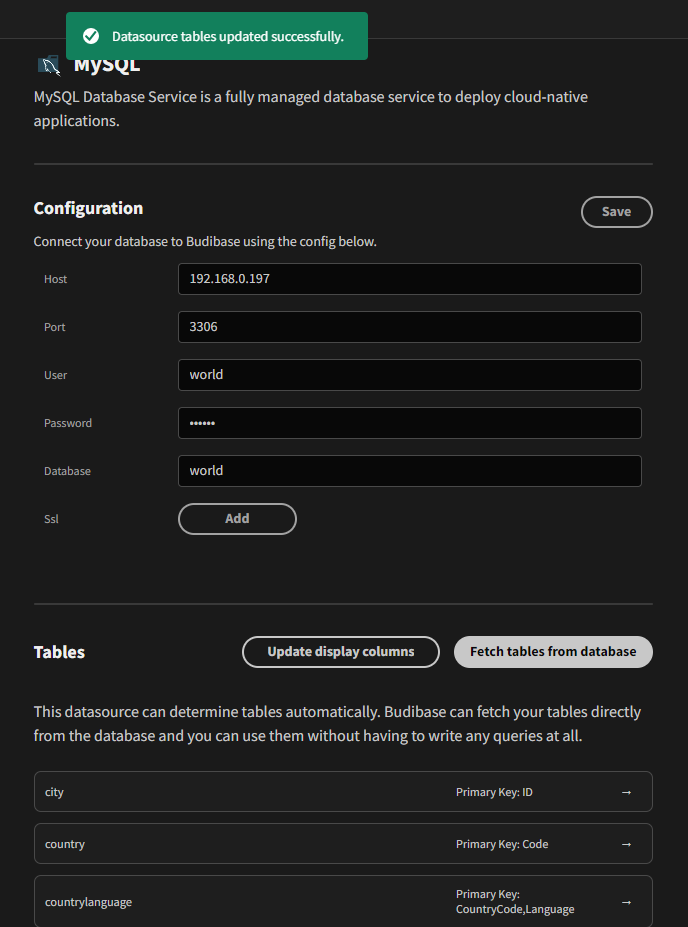 Datasource tables updated successfully.
MySQL
MySQL Database Service is a fully managed database service to deploy cloud-native
applications.
Configuration
Save
Connect your database to Budibase using the config below.
Host
192.168.0.197
Port
3306
User
world
Password
••••••
Database
world
Ssl
Add
Tables
Update display columns
Fetch tables from database
This datasource can determine tables automatically. Budibase can fetch your tables directly
from the database and you can use them without having to write any queries at all.
city
Primary Key: ID →
country
Primary Key: Code →
countrylanguage
Primary Key:
CountryCode,Language →